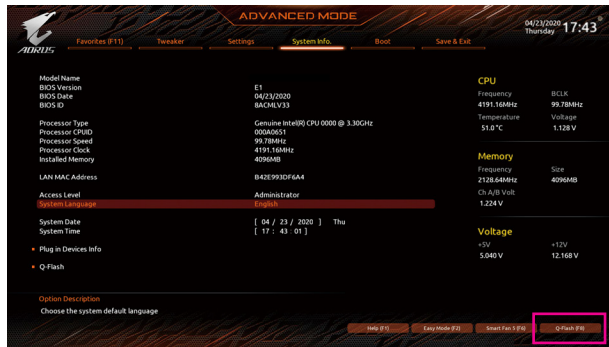 ADVANCED MODE
04/23/2020
Thursday
17:43
AORUS
Favorites (F11) Tweaker Settings System Info. Boot Save & Exit
Model Name
BIOS Version E1
BIOS Date 04/23/2020
BIOS ID 8ACMLV33
Processor Type Genuine Intel(R) CPU 0000 @ 3.30GHz
Processor CPUID 000A0651
Processor Speed 99.78MHz
Processor Clock 4191.16MHz
Installed Memory 4096MB
LAN MAC Address B42E993DF6A4
Access Level Administrator
System Language English
System Date [ 04 / 23 / 2020 ] Thu
System Time [ 17 : 43 : 01 ]
Plug in Devices Info
Q-Flash
Option Description
Choose the system default language
CPU
Frequency BCLK
4191.16MHz 99.78MHz
Temperature Voltage
51.0 °C 1.128 V
Memory
Frequency Size
2128.64MHz 4096MB
Ch A/B Volt
1.224 V
Voltage
+5V +12V
5.040 V 12.168 V
Help (F1) Easy Mode (F2) Smart Fan 5 (F6) Q-Flash (F8)